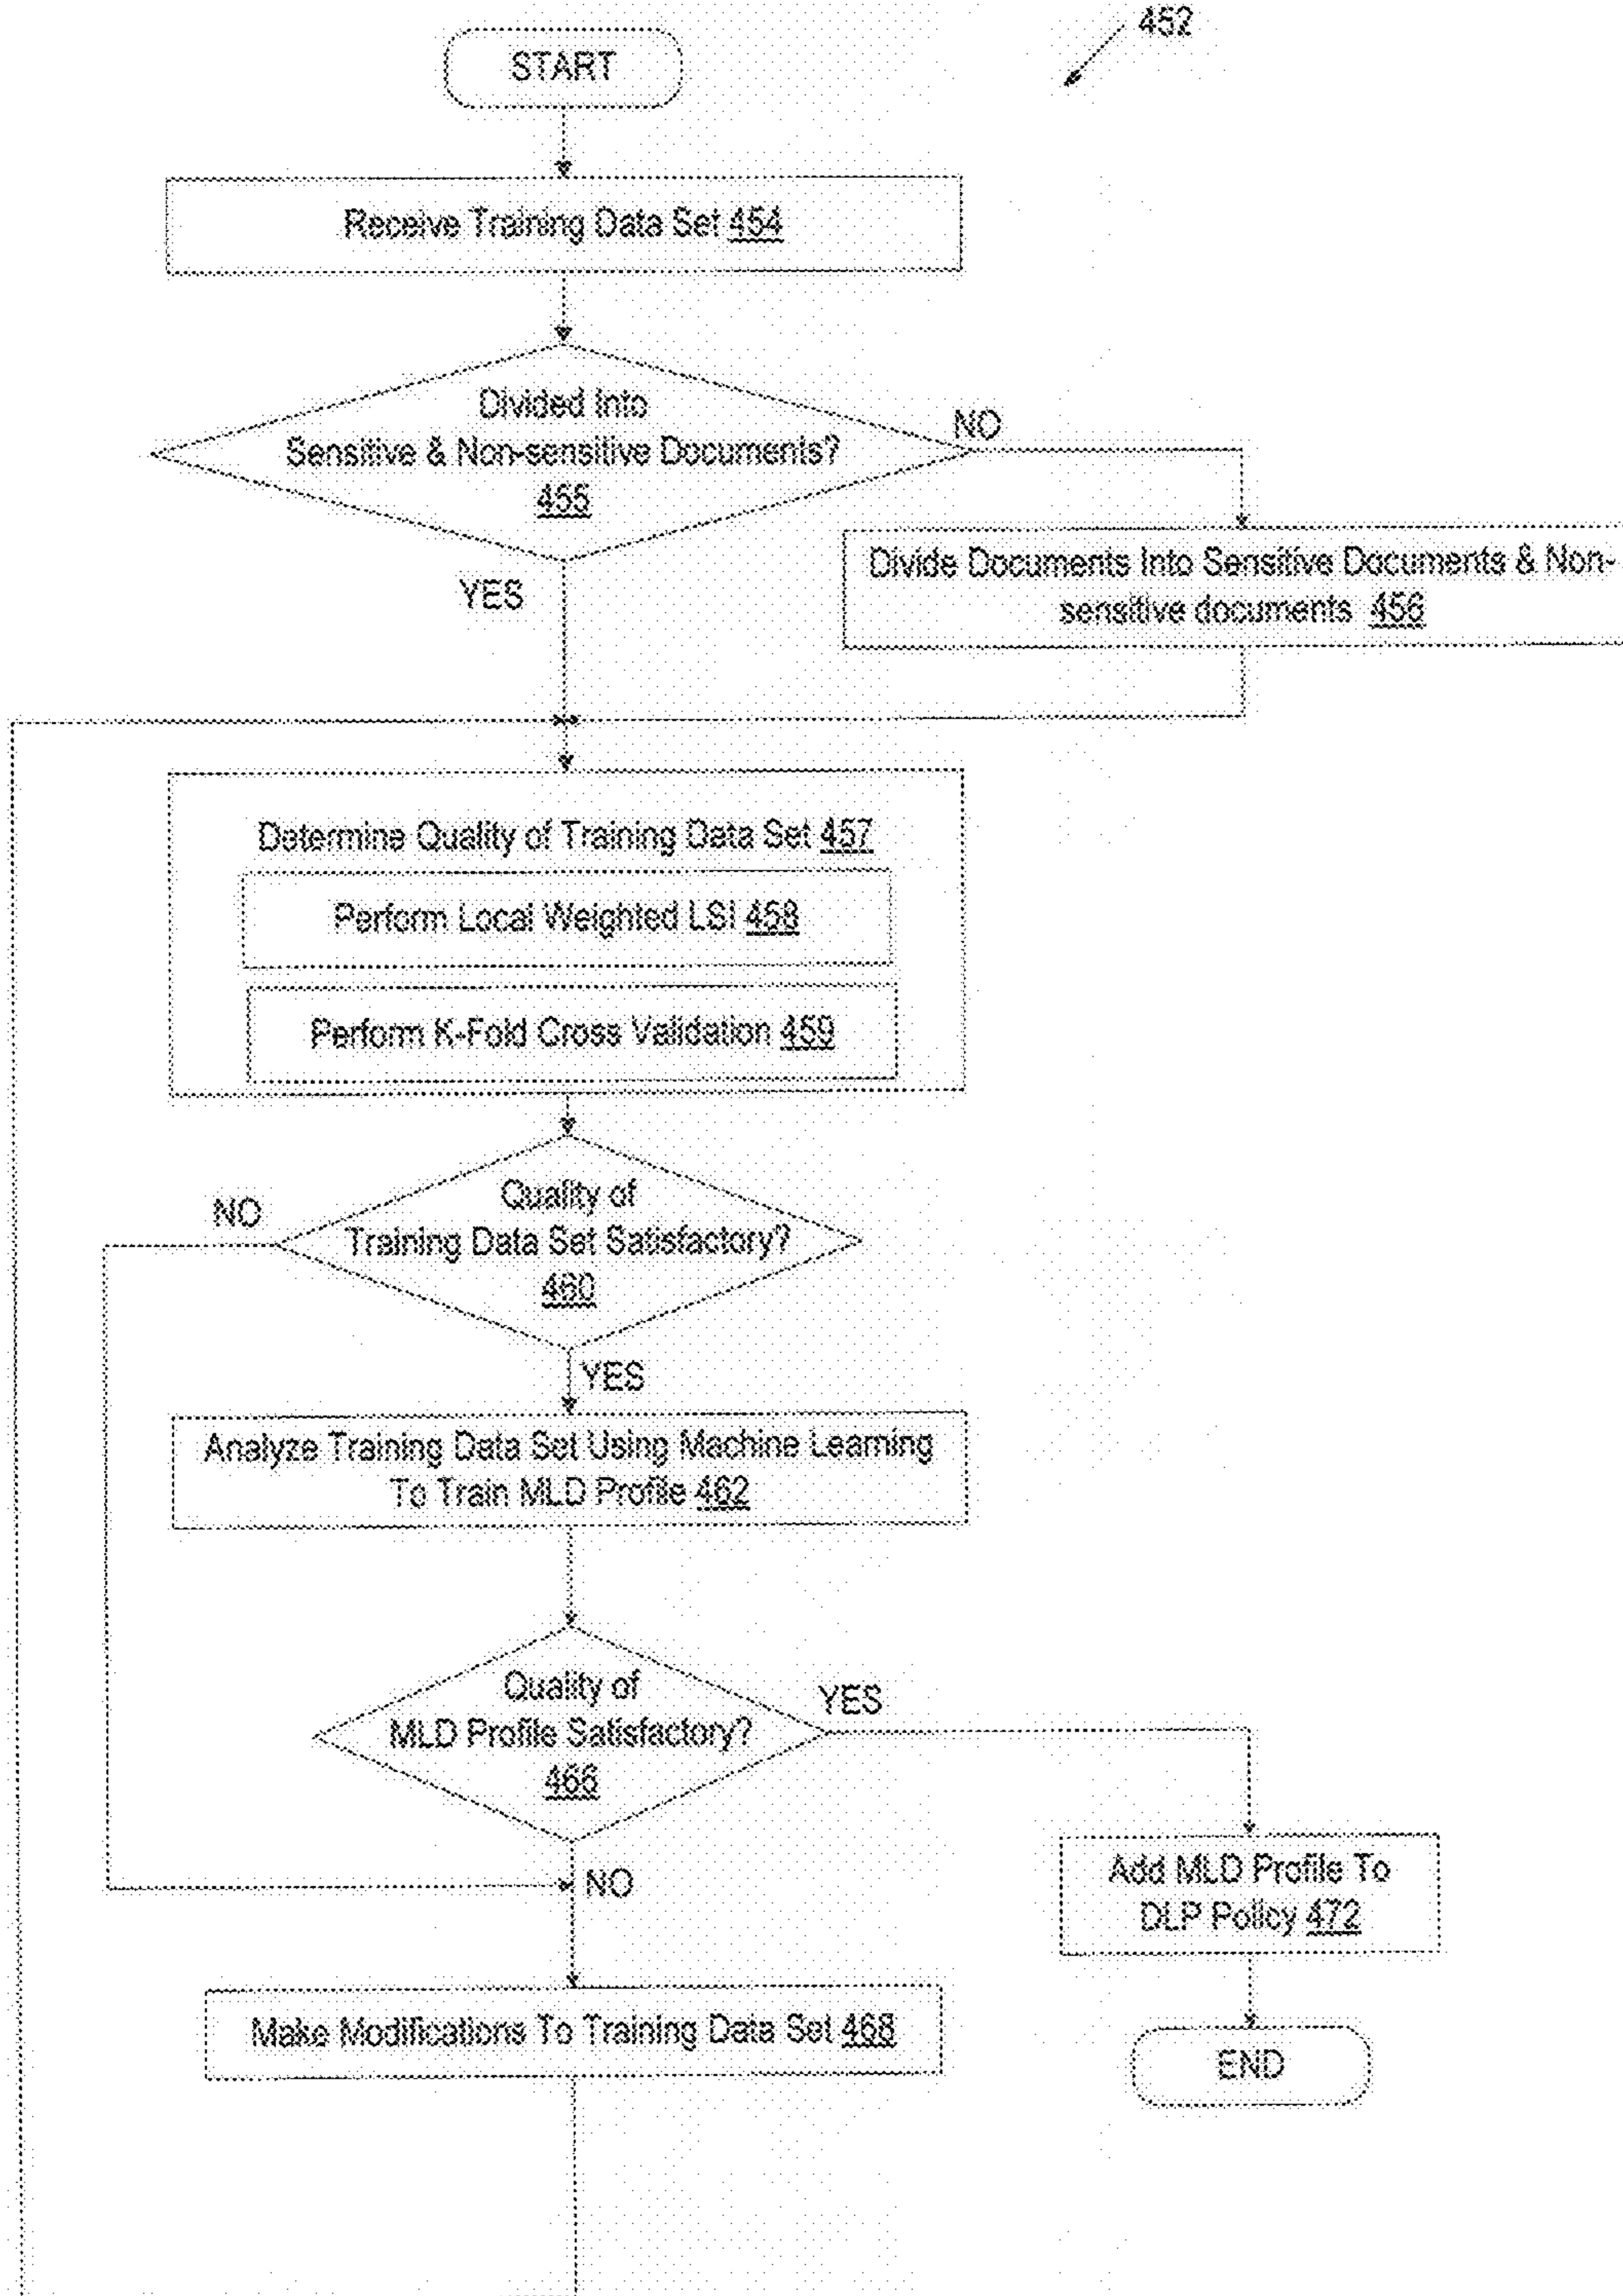 452
START
Receive Training Data Set 454
Divided Into
Sensitive & Non-sensitive Documents?
455
NO
YES
Divide Documents Into Sensitive Documents & Non-
sensitive documents 456
Determine Quality of Training Data Set 457
Perform Local Weighted LSI 458
Perform K-Fold Cross Validation 459
Quality of
Training Data Set Satisfactory?
460
NO
YES
Analyze Training Data Set Using Machine Learning
To Train MLD Profile 462
Quality of
MLD Profile Satisfactory?
466
YES
NO
Add MLD Profile To
DLP Policy 472
Make Modifications To Training Data Set 468
END